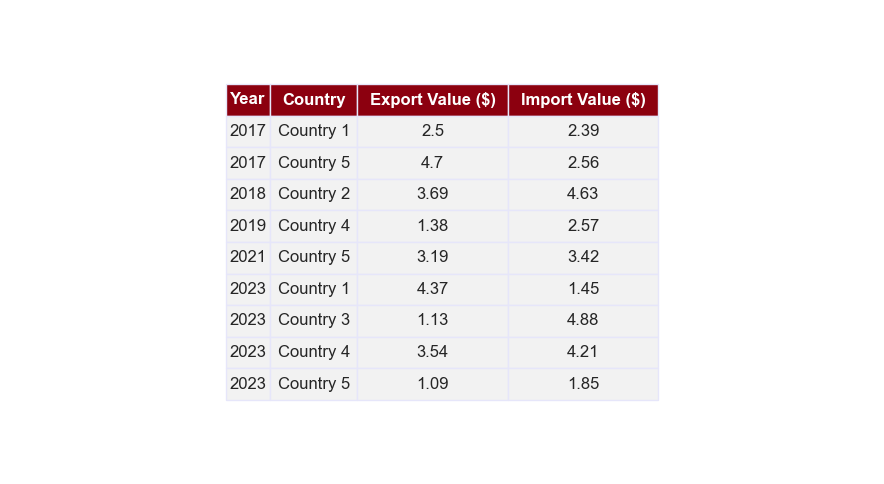 Year Country Export Value ($) Import Value ($)
2017 Country 1 2.5 2.39
2017 Country 5 4.7 2.56
2018 Country 2 3.69 4.63
2019 Country 4 1.38 2.57
2021 Country 5 3.19 3.42
2023 Country 1 4.37 1.45
2023 Country 3 1.13 4.88
2023 Country 4 3.54 4.21
2023 Country 5 1.09 1.85